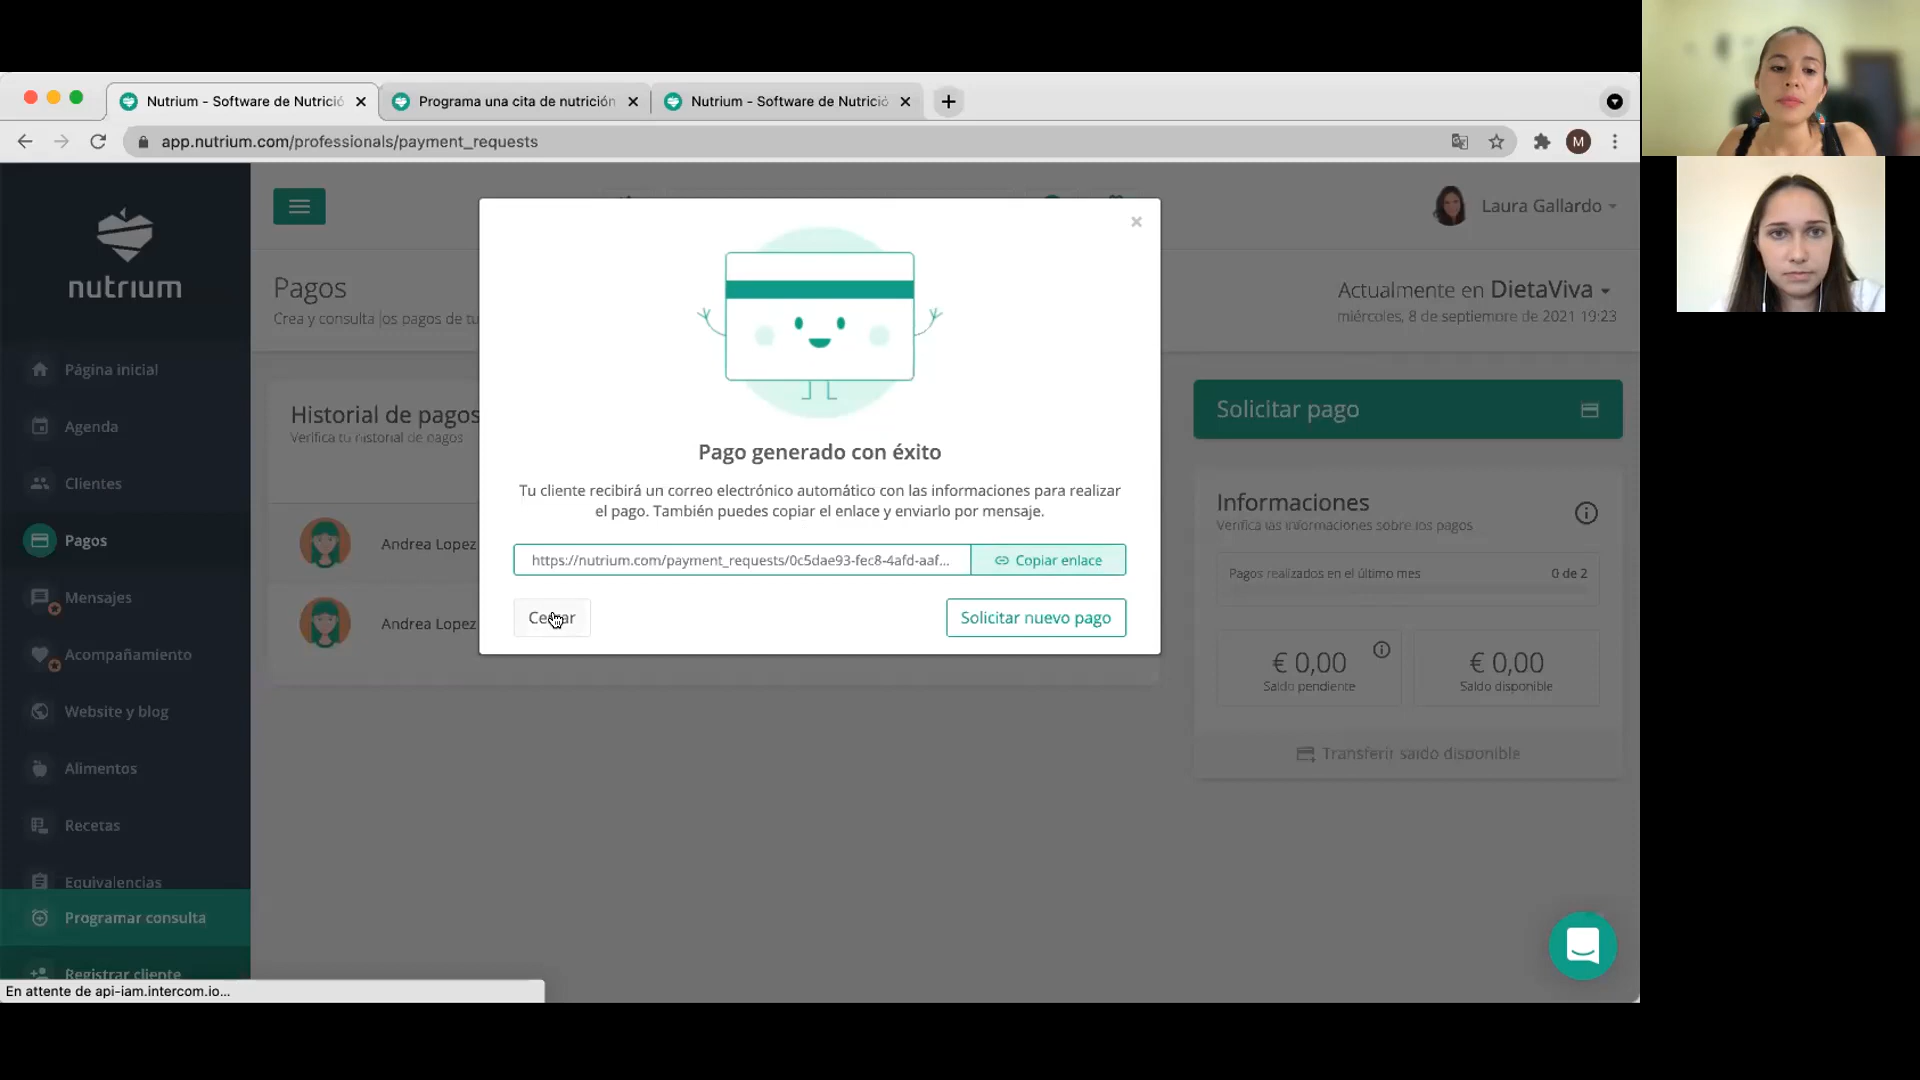 Nutrium - Software de Nutrició
Programa una cita de nutrición
Nutrium - Software de Nutrició
app.nutrium.com/professionals/payment_requests
M
nutrium
Página inicial
Agenda
Clientes
Pagos
Mensajes
Acompañamiento
Website y blog
Alimentos
Recetas
Equivalencias
Programar consulta
Registrar cliente
En attente de api-iam.intercom.io...
Laura Gallardo
Pagos
Crea y consulta los pagos de tu
Actualmente en DietaViva
miércoles, 8 de septiembre de 2021 19:23
Historial de pagos
Verifica tu historial de pagos
Andrea Lopez
Andrea Lopez
Pago generado con éxito
Tu cliente recibirá un correo electrónico automático con las informaciones para realizar
el pago. También puedes copiar el enlace y enviarlo por mensaje.
https://nutrium.com/payment_requests/0c5dae93-fec8-4afd-aaf...
Copiar enlace
Cerrar
Solicitar nuevo pago
Solicitar pago
Informaciones
Verifica las informaciones sobre los pagos
Pagos realizados en el último mes 0 de 2
€ 0,00
Saldo pendiente
€ 0,00
Saldo disponible
Transferir saldo disponible